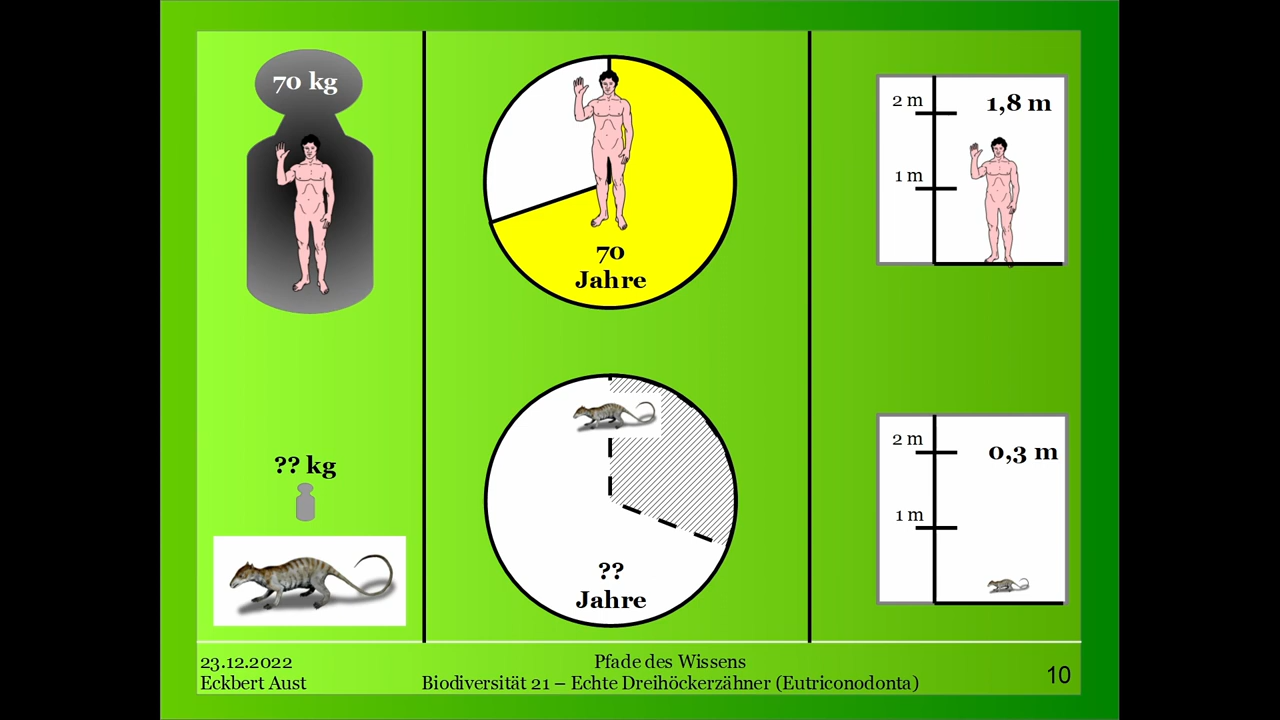 70 kg
70
Jahre
2 m
1,8 m
1 m
?? kg
??
Jahre
2 m
0,3 m
1 m
23.12.2022
Eckbert Aust
Pfade des Wissens
Biodiversität 21 – Echte Dreihöckerzähner (Eutriconodonta)
10